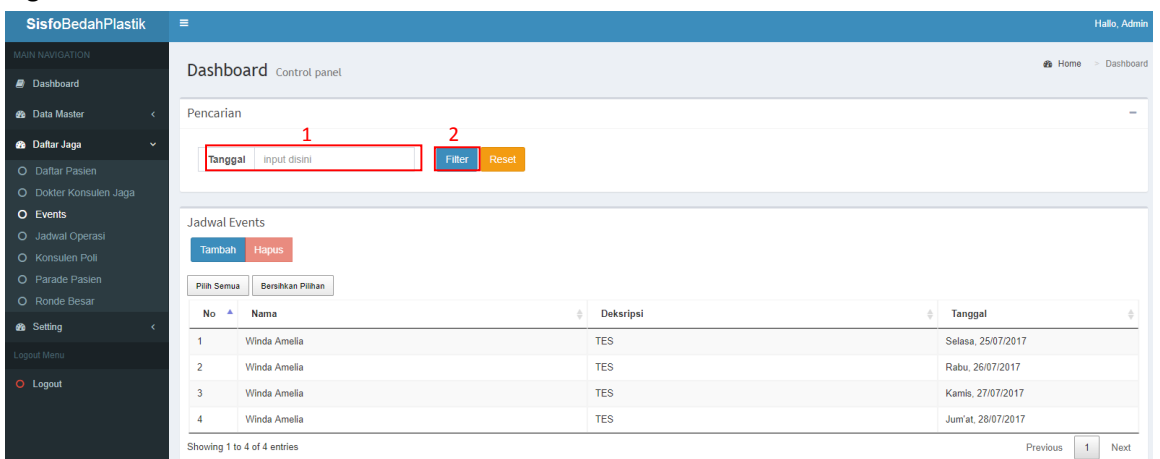 SisfoBedahPlastik
Hallo, Admin
MAIN NAVIGATION
Dashboard
Data Master
Daftar Jaga
Daftar Pasien
Dokter Konsulen Jaga
Events
Jadwal Operasi
Konsulen Poli
Parade Pasien
Ronde Besar
Setting
Logout Menu
Logout
Dashboard Control panel
Home > Dashboard
Pencarian
1 2
Tanggal input disini Filter Reset
Jadwal Events
Tambah Hapus
Pilih Semua Bersihkan Pilihan
No Nama Deksripsi Tanggal
1 Winda Amelia TES Selasa, 25/07/2017
2 Winda Amelia TES Rabu, 26/07/2017
3 Winda Amelia TES Kamis, 27/07/2017
4 Winda Amelia TES Jum'at, 28/07/2017
Showing 1 to 4 of 4 entries Previous 1 Next